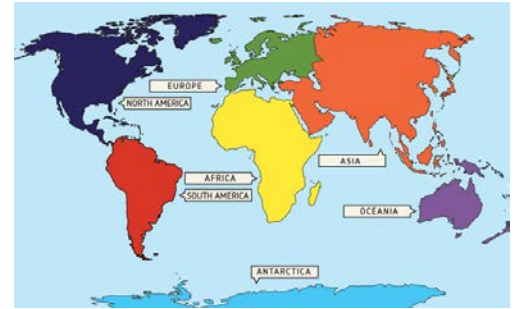 EUROPE
NORTH AMERICA
ASIA
AFRICA
SOUTH AMERICA
OCEANIA
ANTARCTICA